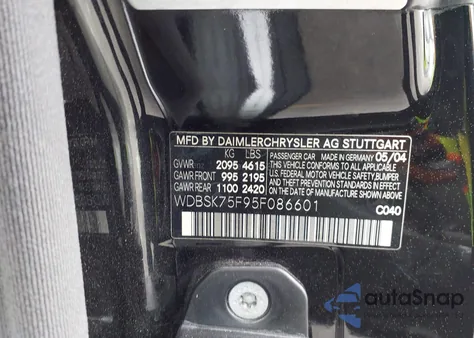 MFD BY DAIMLERCHRYSLER AG STUTTGART
KG LBS
PASSENGER CAR MADE IN GERMANY 05/04
GVWR 2095 4615
THIS VEHICLE CONFORMS TO ALL APPLICABLE
GAWR FRONT 995 2195
U.S. FEDERAL MOTOR VEHICLE SAFETY, BUMPER
GAWR REAR 1100 2420
AND THEFT PREVENTION STANDARDS IN EFFECT
ON THE DATE OF MANUFACTURE SHOWN ABOVE
WDBSK75F95F086601
C040
autoSnap